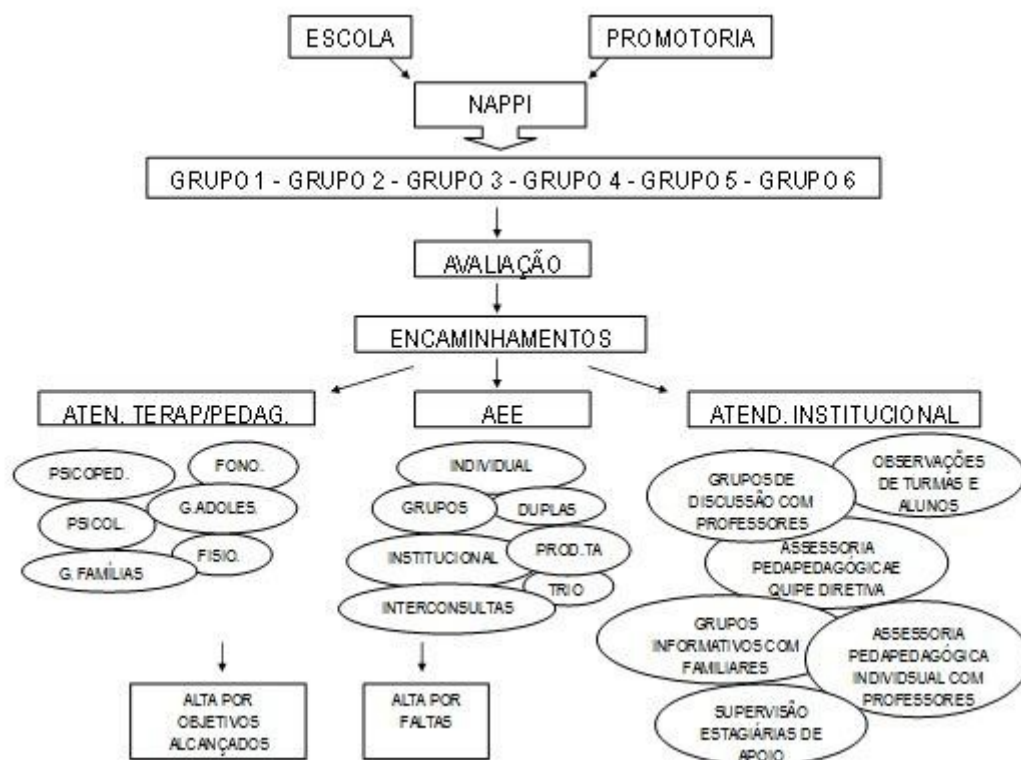 ESCOLA
PROMOTORIA
NAPPI
GRUPO 1 - GRUPO 2 - GRUPO 3 - GRUPO 4 - GRUPO 5 - GRUPO 6
AVALIAÇÃO
ENCAMINHAMENTOS
ATEN. TERAP/PEDAG.
PSICOPED.
FONO.
G.ADOLES.
PSICOL.
FISIO.
G. FAMÍLIAS
ALTA POR
OBJETIVOS
ALCANÇADOS
AEE
INDIVIDUAL
GRUPOS
DUPLAS
INSTITUCIONAL
PROD.TA
TRIO
INTERCONSULTAS
ALTA POR
FALTAS
ATEND. INSTITUCIONAL
OBSERVAÇÕES
DE TURMAS E
ALUNOS
GRUPOS DE
DISCUSSÃO COM
PROFESSORES
ASSESSORIA
PEDAPEDAGÓGICAE
QUIPE DIRETIVA
GRUPOS
INFORMATIVOS COM
FAMILIARES
ASSESSORIA
PEDAPEDAGÓGICA
INDIVIDSUAL COM
PROFESSORES
SUPERVISÃO
ESTAGIÁRIAS DE
APOIO